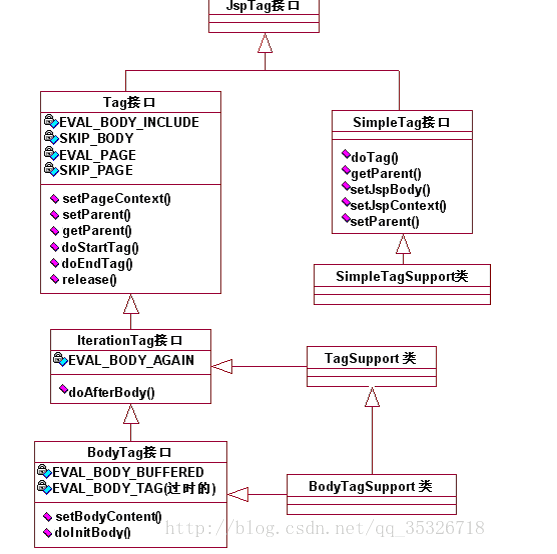 JspTag接口
Tag接口
EVAL_BODY_INCLUDE
SKIP_BODY
EVAL_PAGE
SKIP_PAGE
setPageContext()
setParent()
getParent()
doStartTag()
doEndTag()
release()
SimpleTag接口
doTag()
getParent()
setJspBody()
setJspContext()
setParent()
SimpleTagSupport类
IterationTag接口
EVAL_BODY_AGAIN
doAfterBody()
TagSupport 类
BodyTag接口
EVAL_BODY_BUFFERED
EVAL_BODY_TAG(过时的)
setBodyContent()
doInitBody()
BodyTagSupport 类
http://blog.csdn.net/qq_35326718